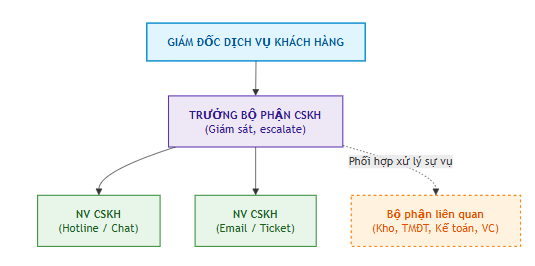 GIÁM ĐỐC DỊCH VỤ KHÁCH HÀNG
TRƯỞNG BỘ PHẬN CSKH
(Giám sát, escalate)
Phối hợp xử lý sự vụ
NV CSKH
(Hotline / Chat)
NV CSKH
(Email / Ticket)
Bộ phận liên quan
(Kho, TMĐT, Kế toán, VC)